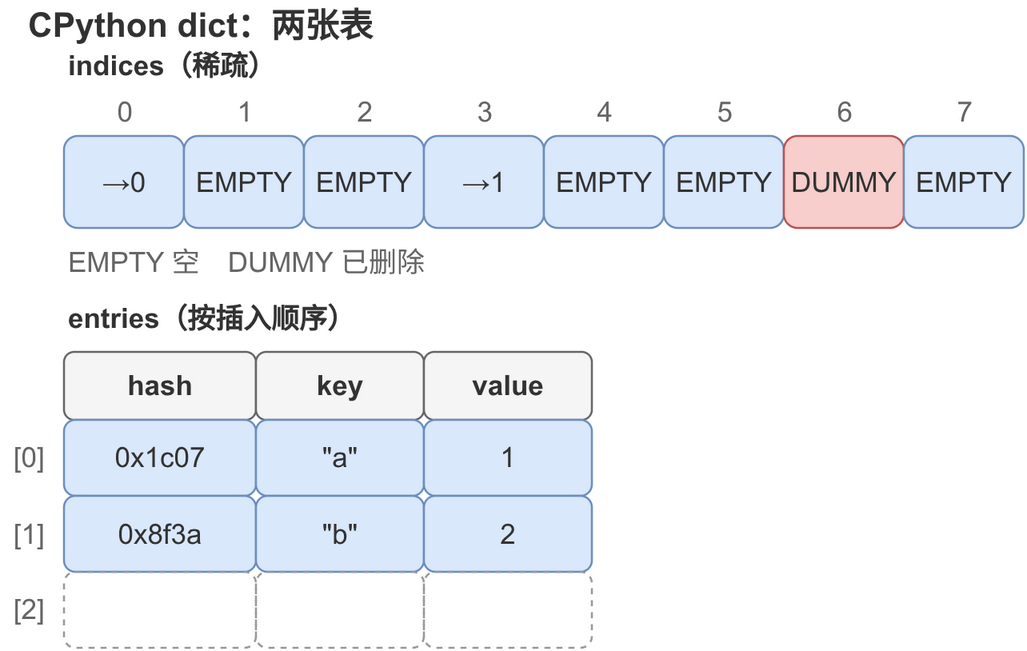 CPython dict：两张表
indices（稀疏）
0 1 2 3 4 5 6 7
→0 EMPTY EMPTY →1 EMPTY EMPTY DUMMY EMPTY
EMPTY 空 DUMMY 已删除
entries（按插入顺序）
hash key value
[0] 0x1c07 "a" 1
[1] 0x8f3a "b" 2
[2]